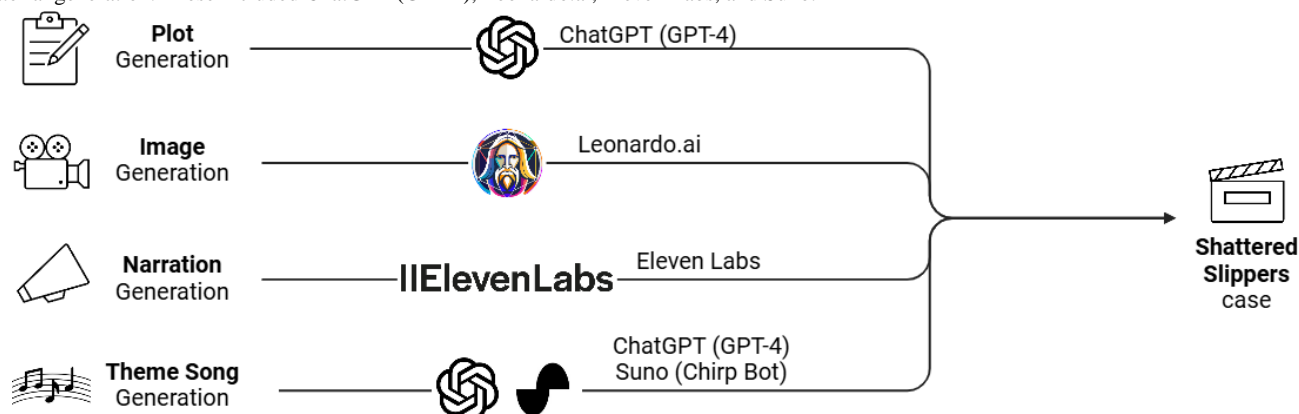 Plot
Generation
ChatGPT (GPT-4)
Image
Generation
Leonardo.ai
Narration
Generation
IIElevenLabs
Eleven Labs
Theme Song
Generation
ChatGPT (GPT-4)
Suno (Chirp Bot)
Shattered
Slippers
case